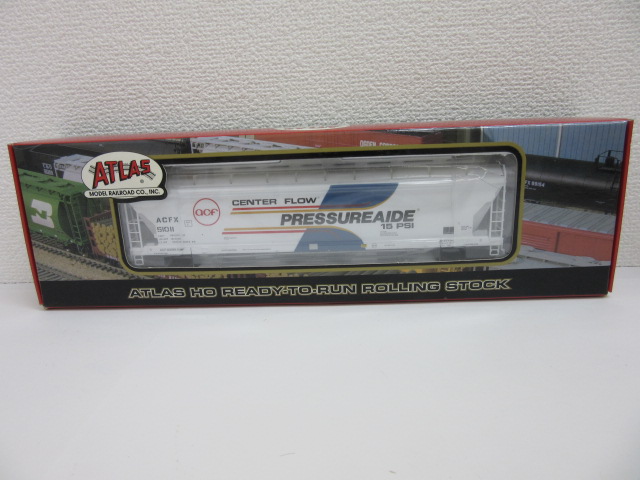 ATLAS
MODEL RAILROAD CO., INC.
ACFX
51011
acf
CENTER FLOW
PRESSUREAIDE
15 PSI
ATLAS HO READY-TO-RUN ROLLING STOCK